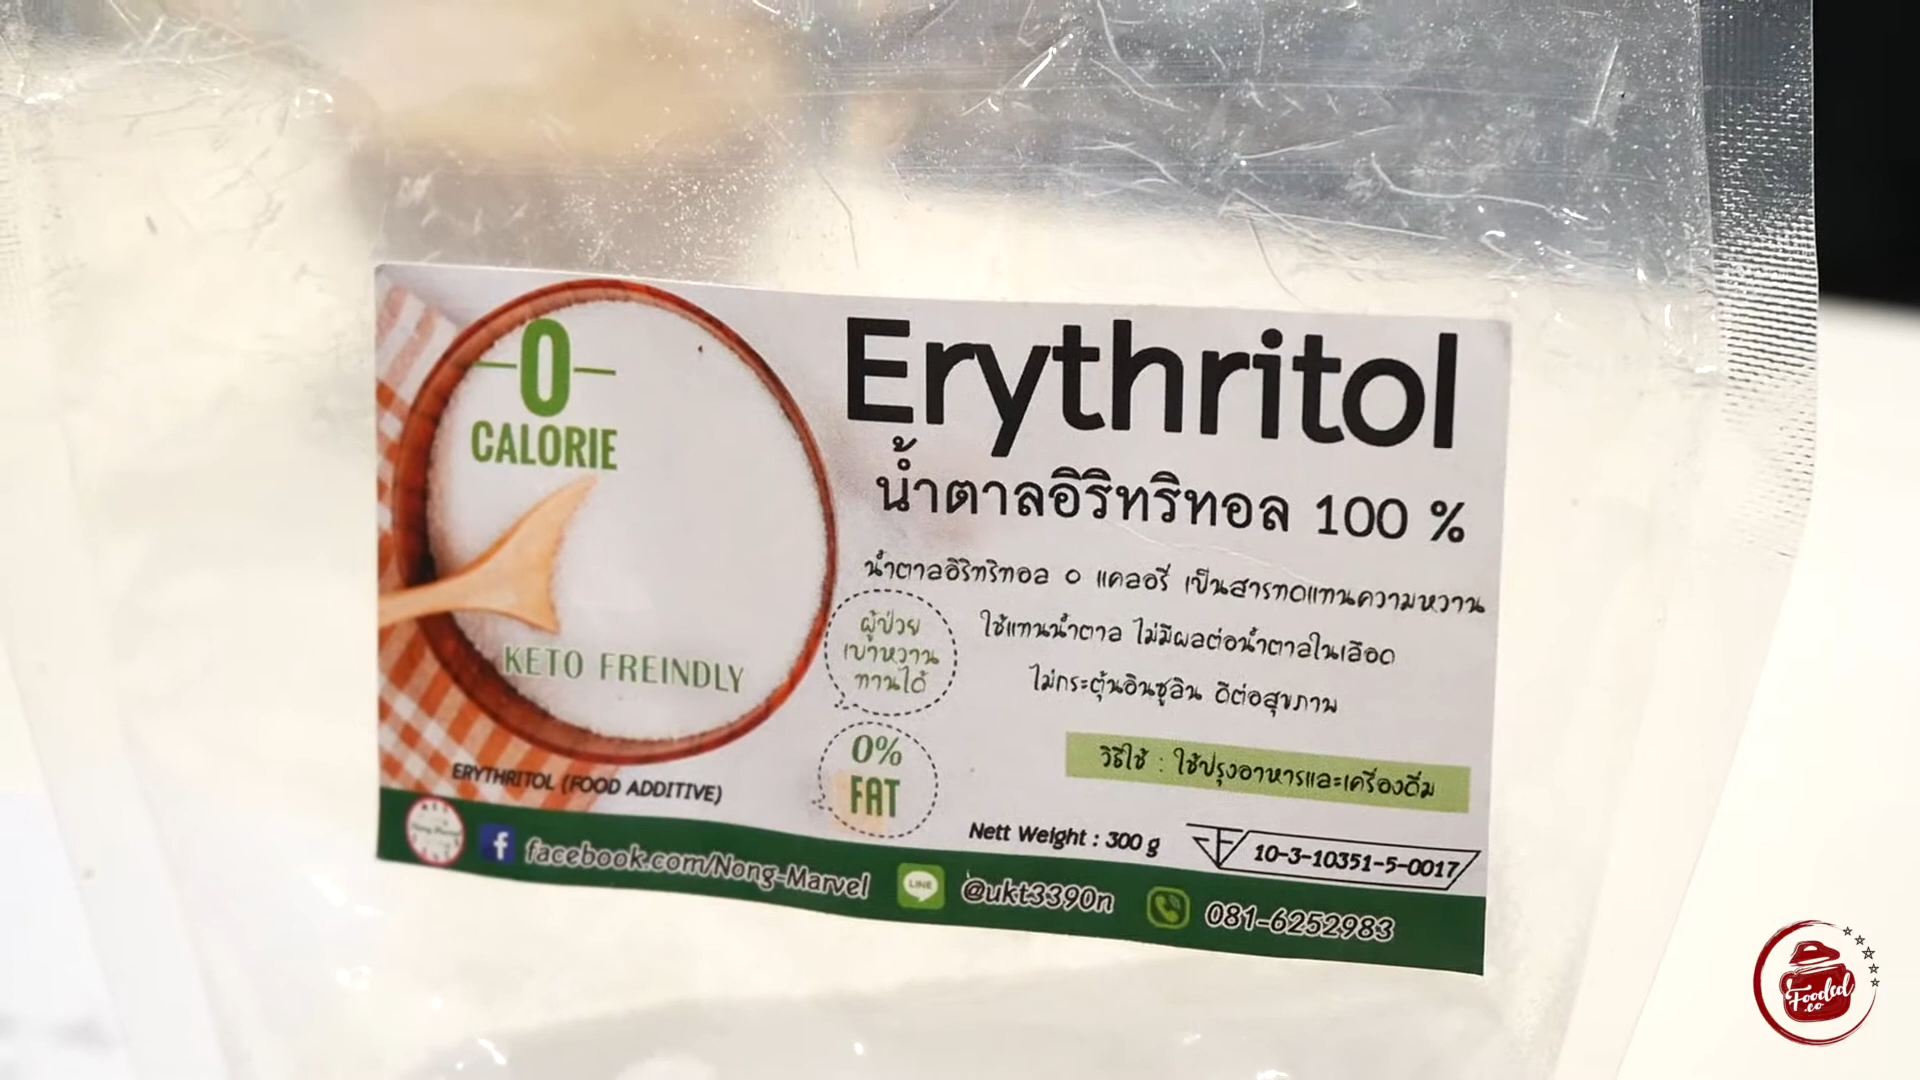 0
CALORIE
KETO FREINDLY
ERYTHRITOL (FOOD ADDITIVE)
Erythritol
น้ำตาลอิริทริทอล 100 %
น้ำตาลอิริทริทอล 0 แคลอรี่ เป็นสารทดแทนความหวาน
ใช้แทนน้ำตาล ไม่มีผลต่อน้ำตาลในเลือด
ไม่กระตุ้นอินซูลิน ดีต่อสุขภาพ
ผู้ป่วย
เบาหวาน
ทานได้
0%
FAT
วิธีใช้ : ใช้ปรุงอาหารและเครื่องดื่ม
Nett Weight : 300 g
10-3-10351-5-0017
facebook.com/Nong-Marvel
LINE
@ukt3390n
081-6252983
Fooded
.co